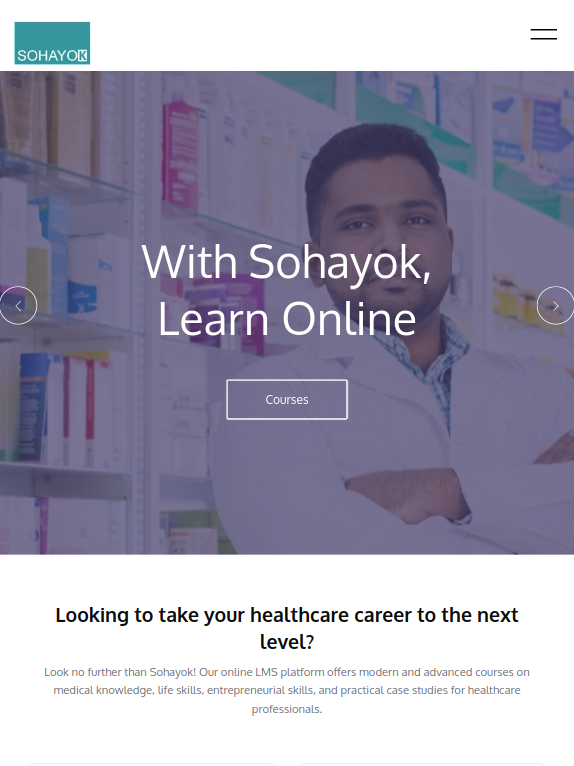 SOHAYOK
With Sohayok,
Learn Online
Courses
Looking to take your healthcare career to the next
level?
Look no further than Sohayok! Our online LMS platform offers modern and advanced courses on
medical knowledge, life skills, entrepreneurial skills, and practical case studies for healthcare
professionals.